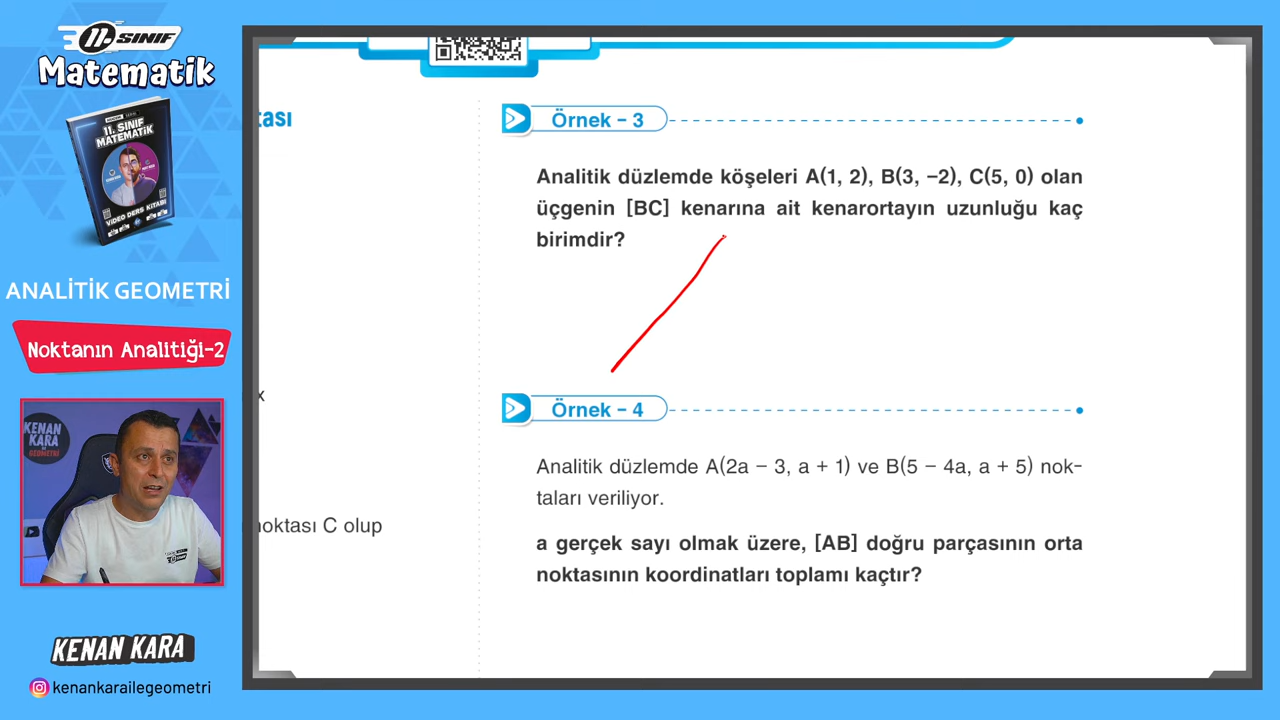 11. SINIF
Matematik
11. SINIF
MATEMATİK
VİDEO DERS KİTABI
ANALİTİK GEOMETRİ
Noktanın Analitiği-2
KENAN
KARA
GEOMETRİ
KENAN KARA
kenankarailegeometri
tası
x
noktası C olup
Örnek – 3
Analitik düzlemde köşeleri A(1, 2), B(3, –2), C(5, 0) olan
üçgenin [BC] kenarına ait kenarortayın uzunluğu kaç
birimdir?
Örnek – 4
Analitik düzlemde A(2a – 3, a + 1) ve B(5 – 4a, a + 5) nok-
taları veriliyor.
a gerçek sayı olmak üzere, [AB] doğru parçasının orta
noktasının koordinatları toplamı kaçtır?